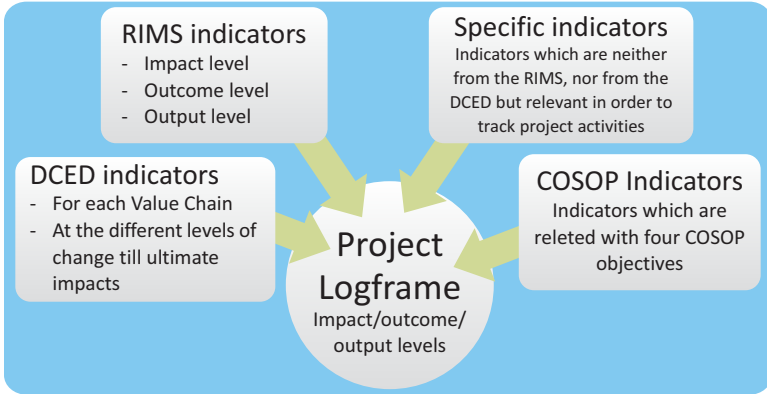 RIMS indicators
- Impact level
- Outcome level
- Output level
Specific indicators
Indicators which are neither
from the RIMS, nor from the
DCED but relevant in order to
track project activities
DCED indicators
- For each Value Chain
- At the different levels of
change till ultimate
impacts
COSOP Indicators
Indicators which are
releted with four COSOP
objectives
Project
Logframe
Impact/outcome/
output levels